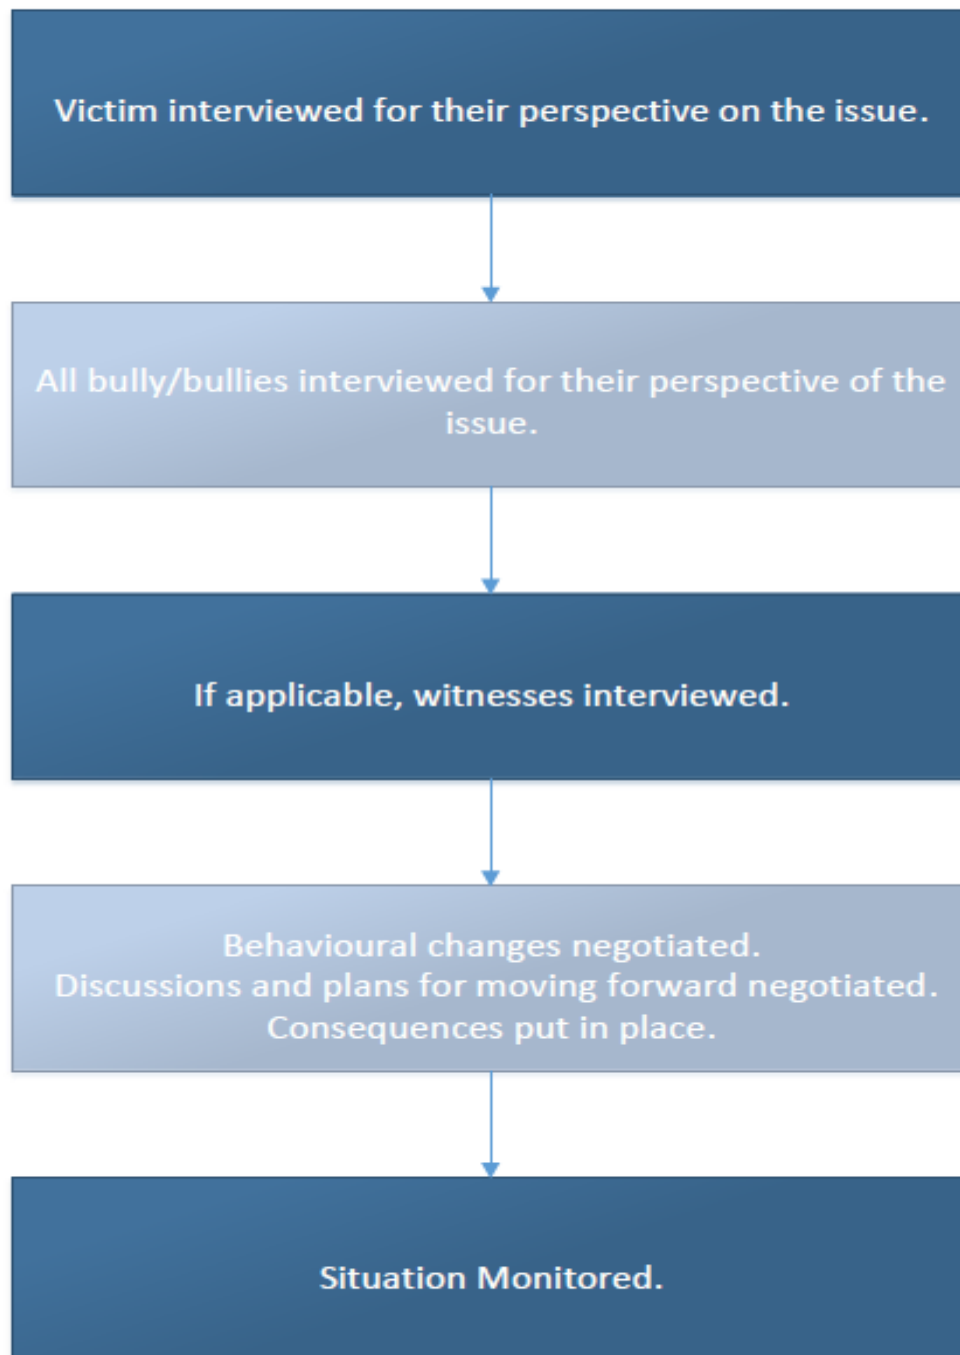 Victim interviewed for their perspective on the issue.
All bully/bullies interviewed for their perspective of the
issue.
If applicable, witnesses interviewed.
Behavioural changes negotiated.
Discussions and plans for moving forward negotiated.
Consequences put in place.
Situation Monitored.